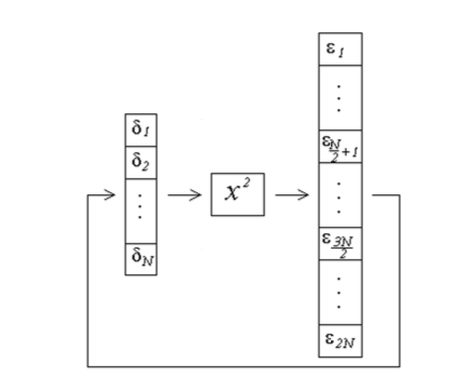 δ1
δ2
⋮
δN
X²
ε1
⋮
εN/2+1
⋮
ε3N/2
⋮
ε2N